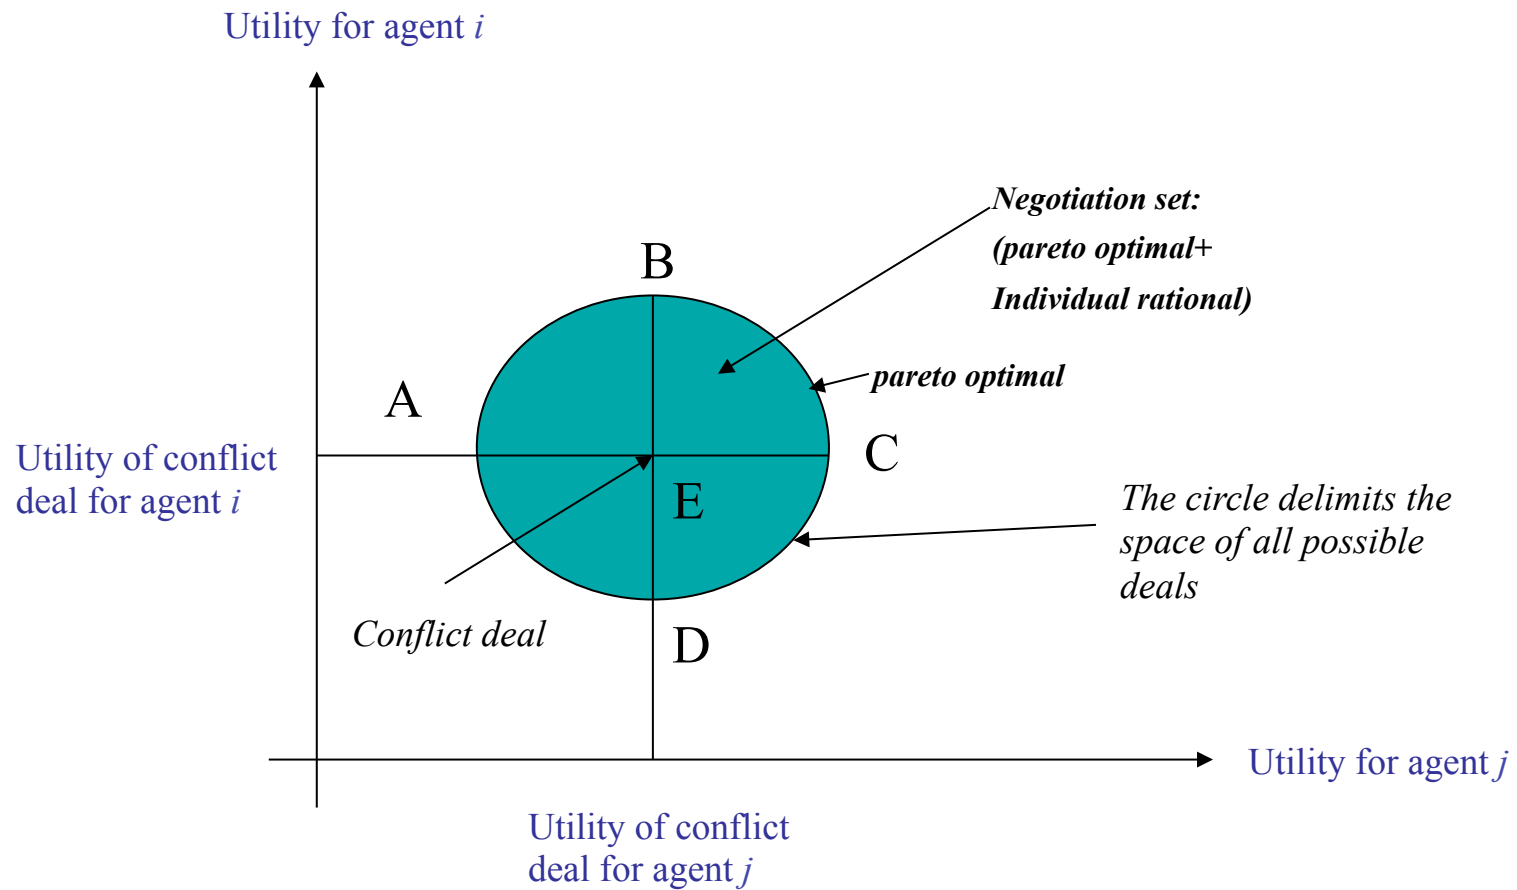 Utility for agent i
Negotiation set:
(pareto optimal+
Individual rational)
B
pareto optimal
A
Utility of conflict
deal for agent i
C
E
The circle delimits the
space of all possible
deals
Conflict deal
D
Utility for agent j
Utility of conflict
deal for agent j